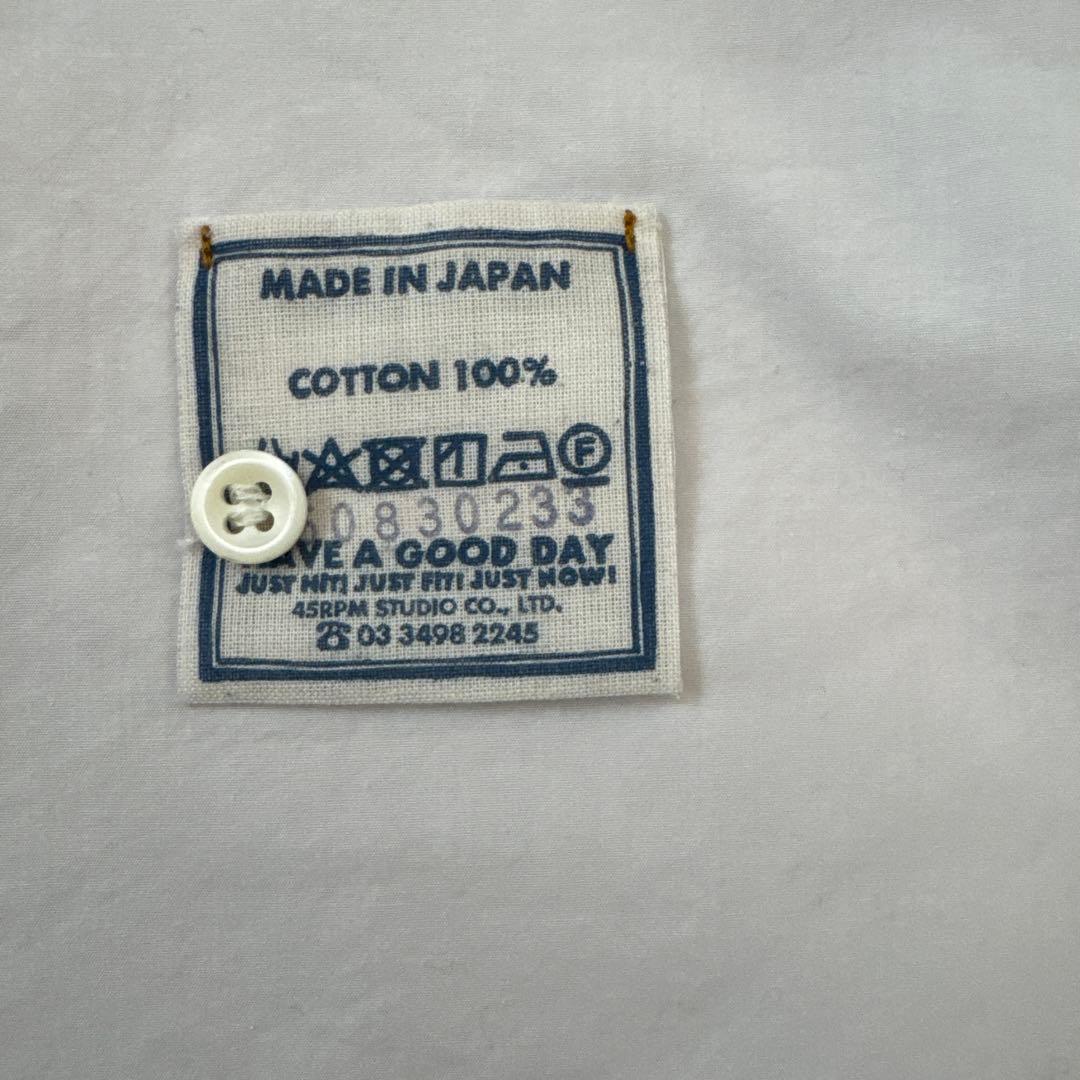 MADE IN JAPAN
COTTON 100%
F
0830233
A GOOD DAY
JUST HIT! JUST FIT! JUST NOW!
45RPM STUDIO CO., LTD.
☎ 03 3498 2245